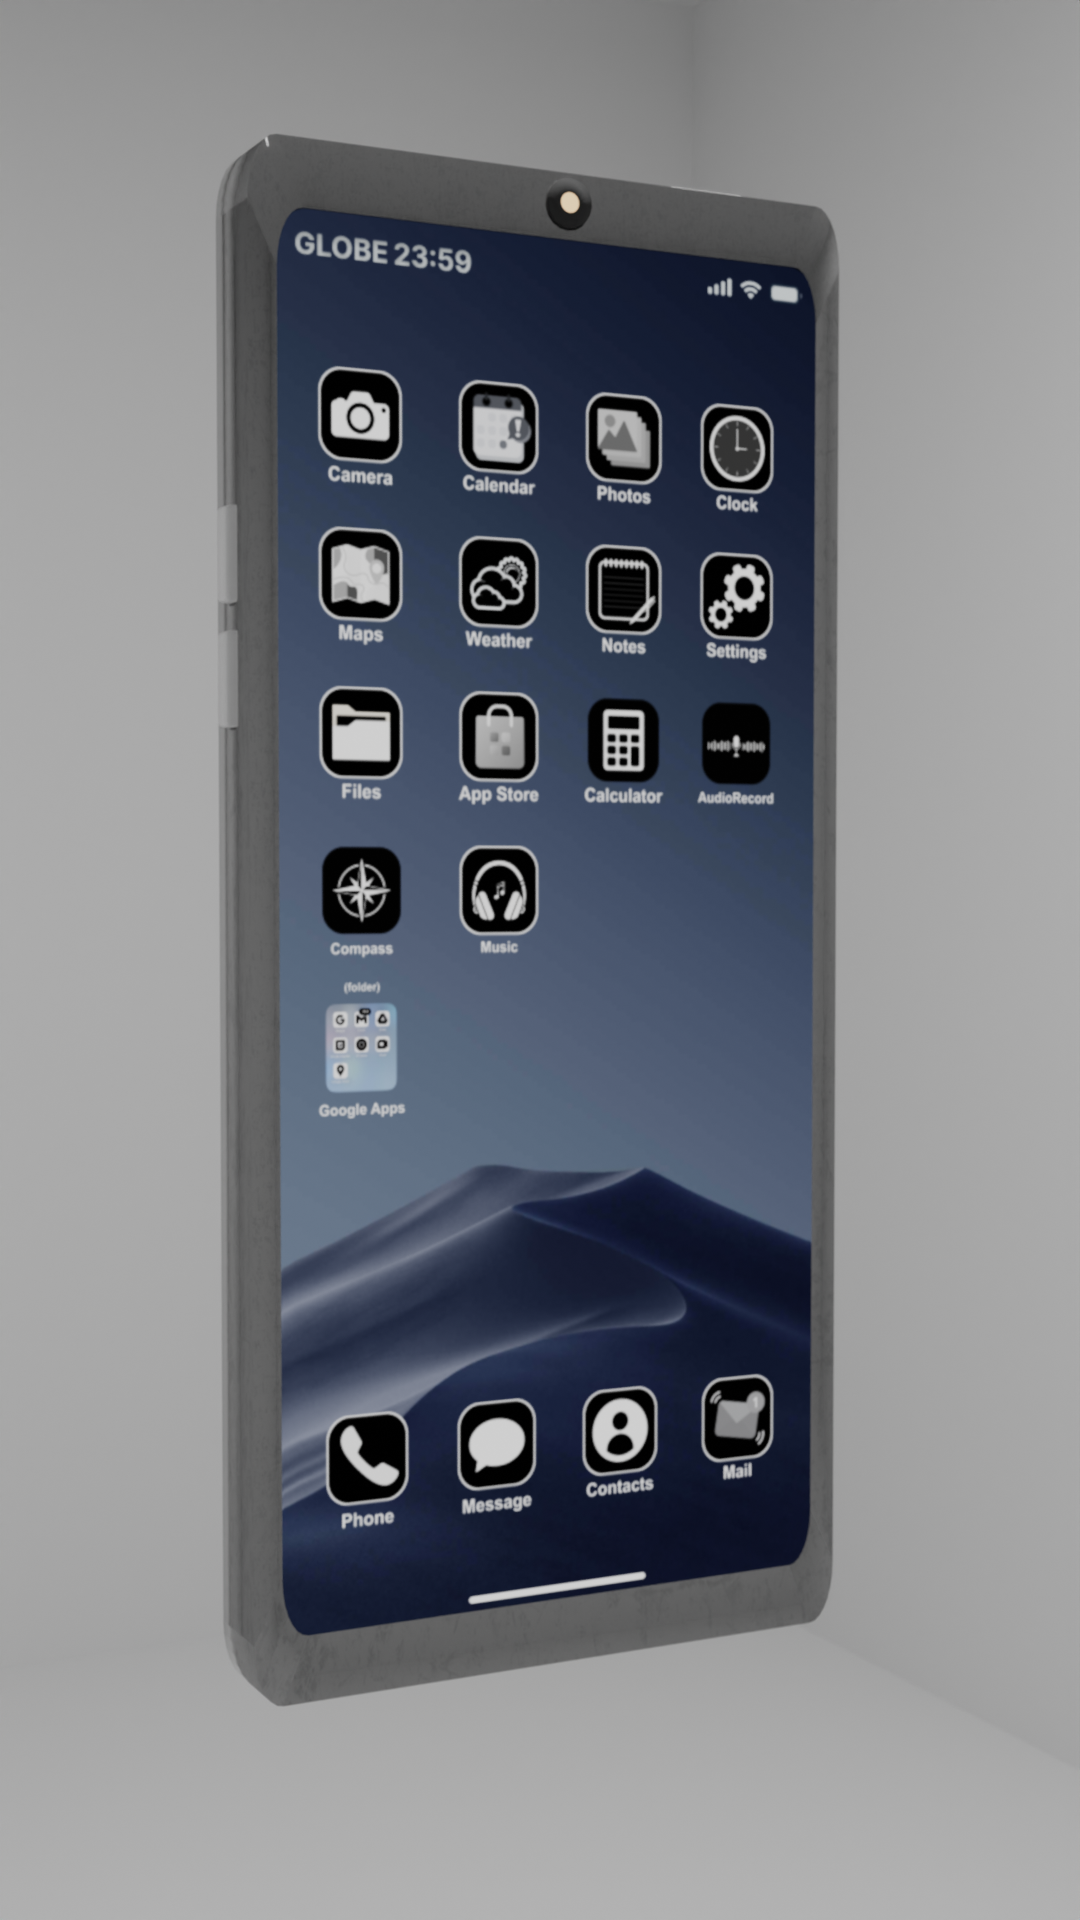 GLOBE 23:59
Camera Calendar Photos Clock
Maps Weather Notes Settings
Files App Store Calculator AudioRecord
Compass Music
(folder)
Google Apps
Phone Message Contacts Mail